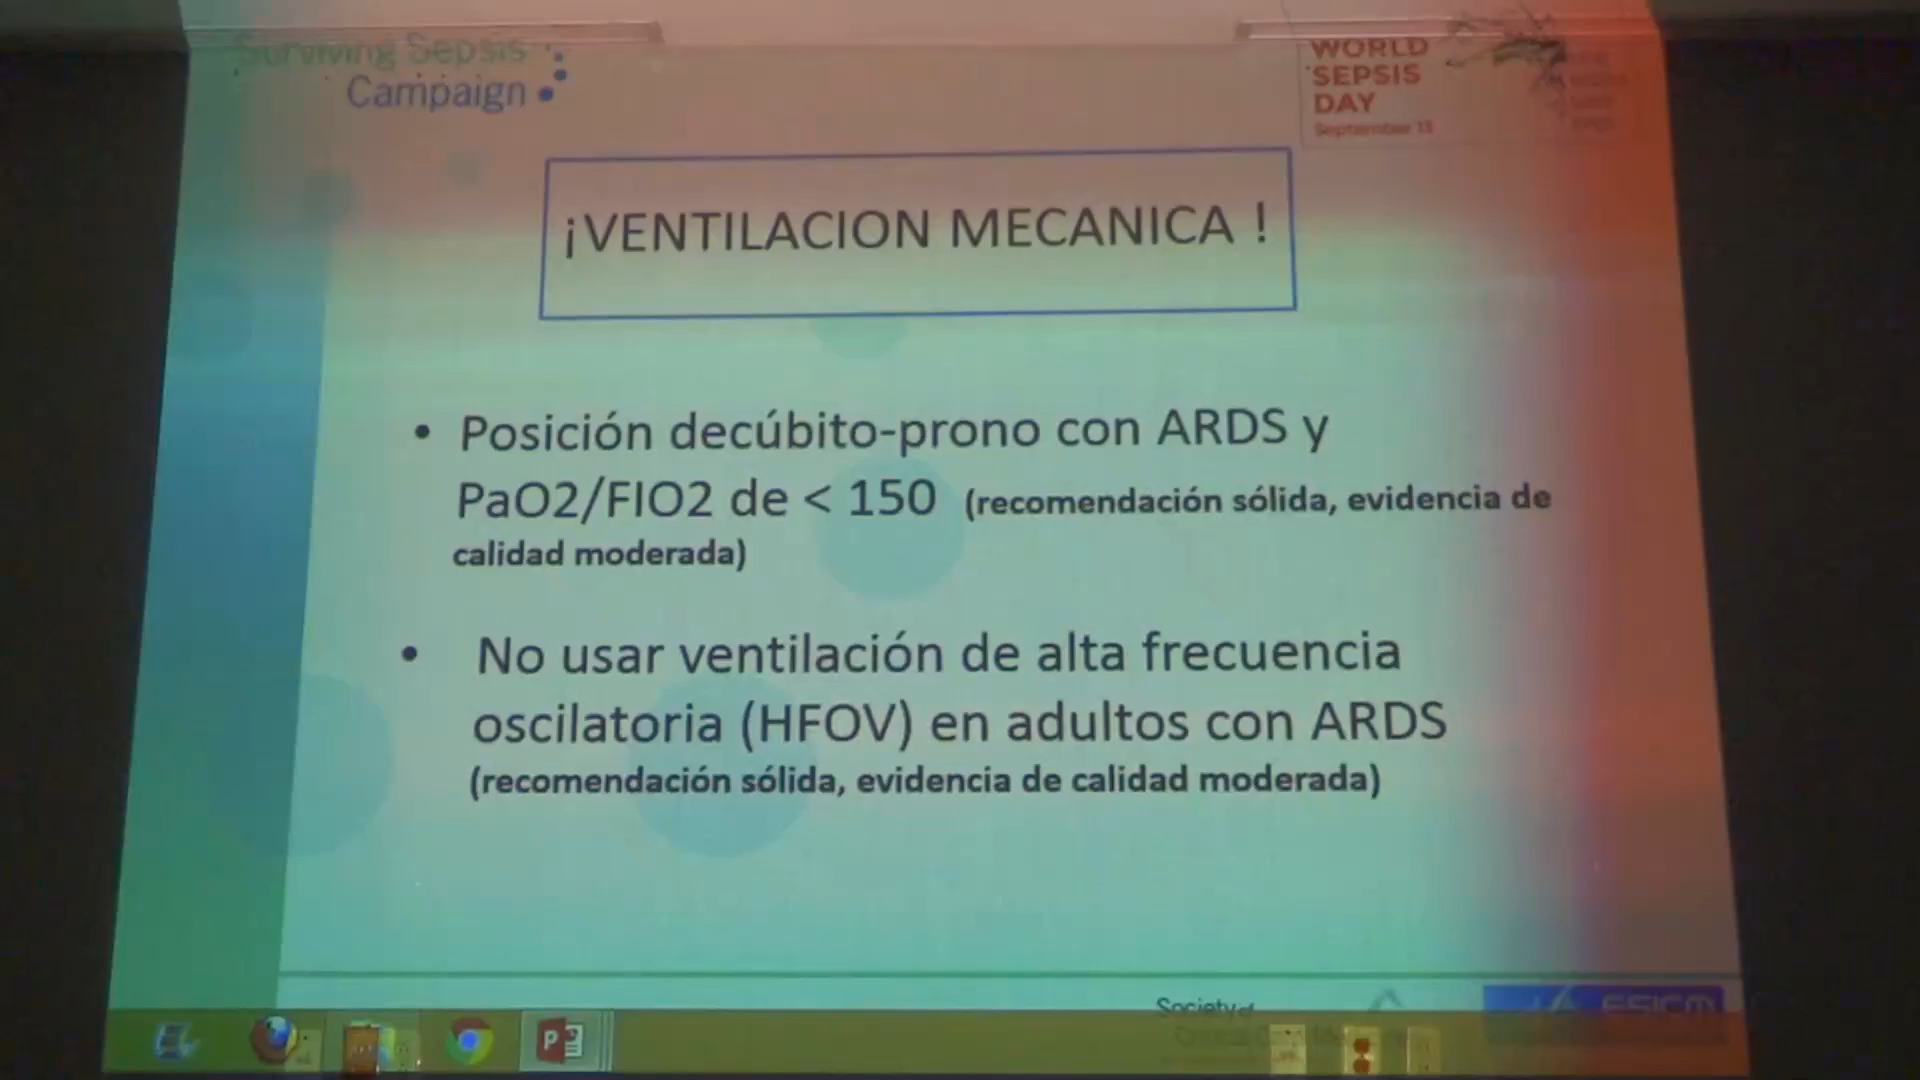 Surviving Sepsis
Campaign
WORLD
SEPSIS
DAY
September 13
¡VENTILACION MECANICA !
• Posición decúbito-prono con ARDS y
PaO2/FIO2 de < 150 (recomendación sólida, evidencia de
calidad moderada)
• No usar ventilación de alta frecuencia
oscilatoria (HFOV) en adultos con ARDS
(recomendación sólida, evidencia de calidad moderada)
Society of
ESICM